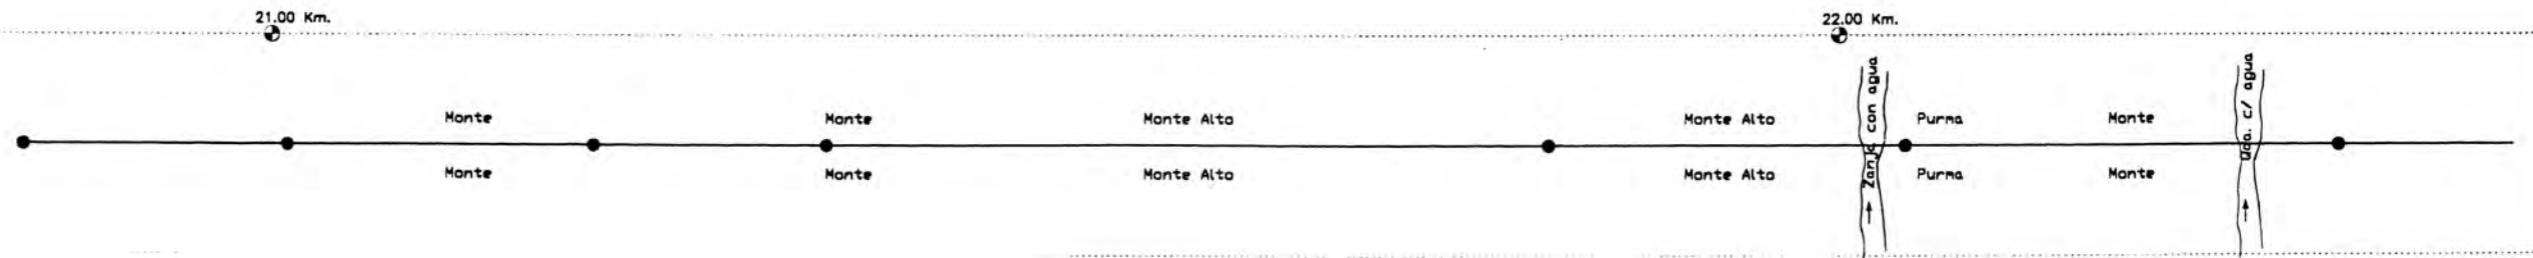 21.00 Km.
22.00 Km.
Monte
Monte
Monte Alto
Monte Alto
Zanja con agua
Purma
Monte
Qda. c/ agua
Monte
Monte
Monte Alto
Monte Alto
Purma
Monte